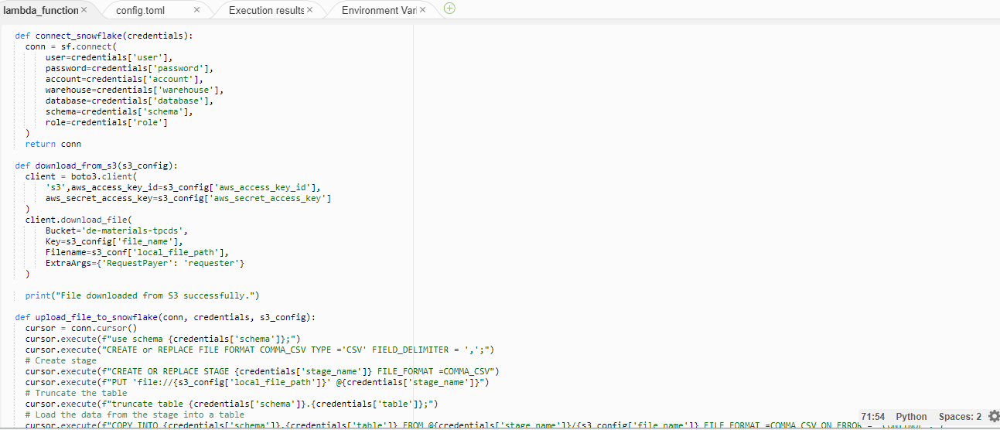 lambda_function × config.toml × Execution results × Environment Vari ×
def connect_snowflake(credentials):
conn = sf.connect(
user=credentials['user'],
password=credentials['password'],
account=credentials['account'],
warehouse=credentials['warehouse'],
database=credentials['database'],
schema=credentials['schema'],
role=credentials['role']
)
return conn
def download_from_s3(s3_config):
client = boto3.client(
's3',aws_access_key_id=s3_config['aws_access_key_id'],
aws_secret_access_key=s3_config['aws_secret_access_key']
)
client.download_file(
Bucket='de-materials-tpcds',
Key=s3_config['file_name'],
Filename=s3_conf['local_file_path'],
ExtraArgs={'RequestPayer': 'requester'}
)
print("File downloaded from S3 successfully.")
def upload_file_to_snowflake(conn, credentials, s3_config):
cursor = conn.cursor()
cursor.execute(f"use schema {credentials['schema']};")
cursor.execute("CREATE or REPLACE FILE FORMAT COMMA_CSV TYPE ='CSV' FIELD_DELIMITER = ',';")
# Create stage
cursor.execute(f"CREATE OR REPLACE STAGE {credentials['stage_name']} FILE_FORMAT =COMMA_CSV")
cursor.execute(f"PUT 'file://{s3_config['local_file_path']}' @{credentials['stage_name']}")
# Truncate the table
cursor.execute(f"truncate table {credentials['schema']}.{credentials['table']};")
# Load the data from the stage into a table
cursor.execute(f"COPY INTO {credentials['schema']}.{credentials['table']} FROM @{credentials['stage_name']}/{s3_config['file_name']} FILE_FORMAT =COMMA_CSV ON_ERROR =
71:54 Python Spaces: 2